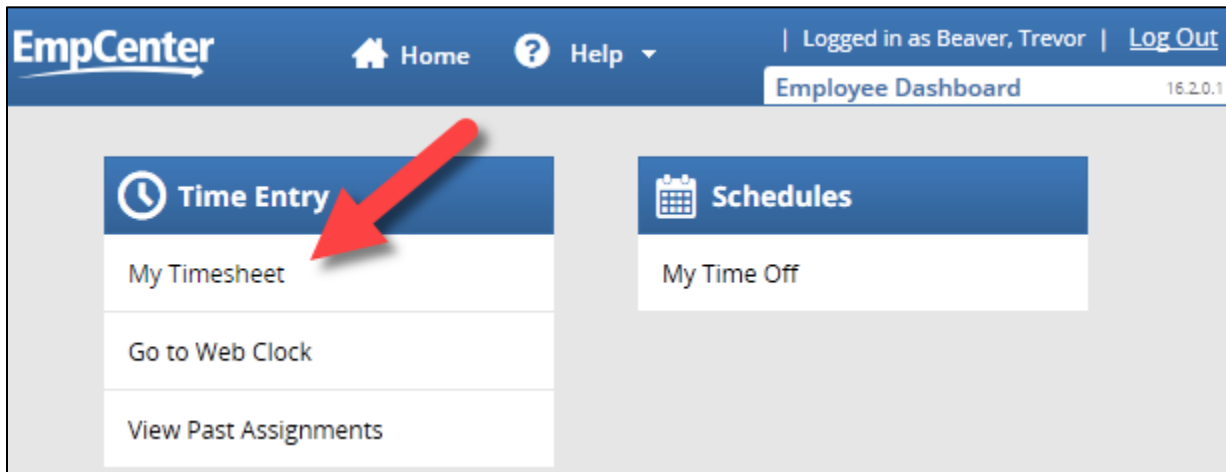 EmpCenter
Home
? Help
| Logged in as Beaver, Trevor | Log Out
Employee Dashboard 16.2.0.1
Time Entry
My Timesheet
Go to Web Clock
View Past Assignments
Schedules
My Time Off